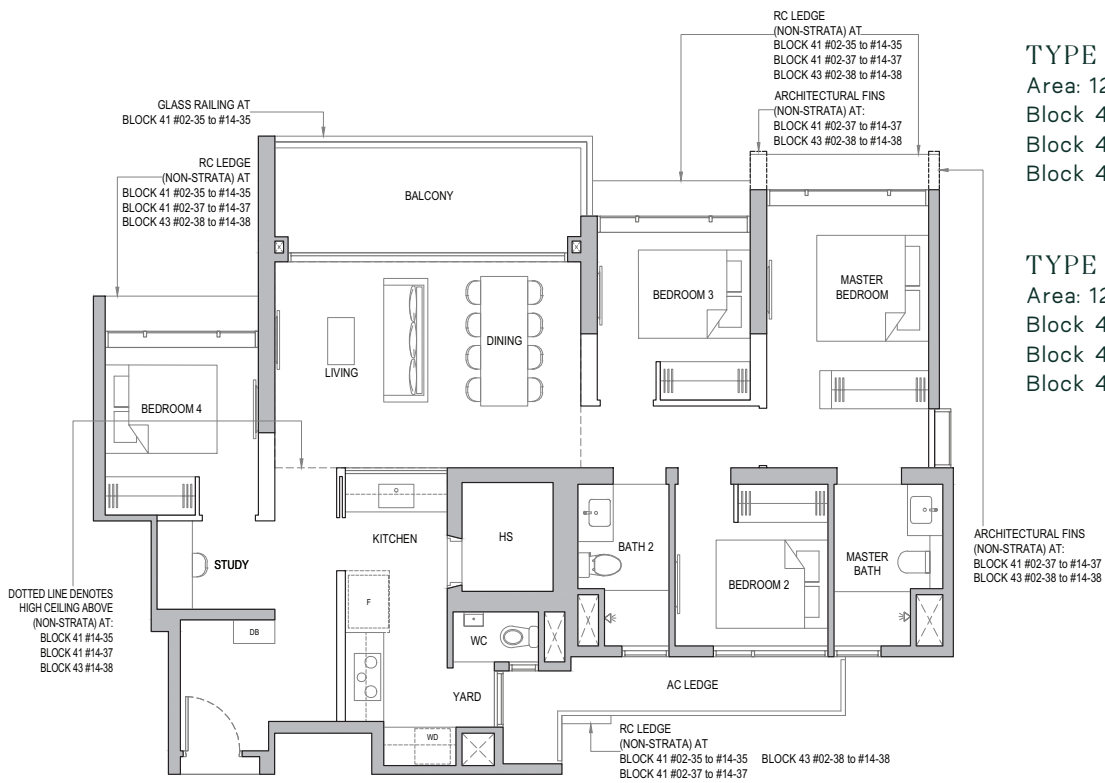 RC LEDGE
(NON-STRATA) AT
BLOCK 41 #02-35 to #14-35
BLOCK 41 #02-37 to #14-37
BLOCK 43 #02-38 to #14-38
ARCHITECTURAL FINS
(NON-STRATA) AT:
BLOCK 41 #02-37 to #14-37
BLOCK 43 #02-38 to #14-38
GLASS RAILING AT
BLOCK 41 #02-35 to #14-35
RC LEDGE
(NON-STRATA) AT
BLOCK 41 #02-35 to #14-35
BLOCK 41 #02-37 to #14-37
BLOCK 43 #02-38 to #14-38
TYPE
Area: 12
Block 4
Block 4
Block 4
TYPE
Area: 12
Block 4
Block 4
Block 4
BALCONY
BEDROOM 3
MASTER
BEDROOM
DINING
LIVING
BEDROOM 4
KITCHEN
HS
STUDY
BATH 2
BEDROOM 2
MASTER
BATH
F
DB
WC
YARD
WD
AC LEDGE
DOTTED LINE DENOTES
HIGH CEILING ABOVE
(NON-STRATA) AT:
BLOCK 41 #14-35
BLOCK 41 #14-37
BLOCK 43 #14-38
ARCHITECTURAL FINS
(NON-STRATA) AT:
BLOCK 41 #02-37 to #14-37
BLOCK 43 #02-38 to #14-38
RC LEDGE
(NON-STRATA) AT
BLOCK 41 #02-35 to #14-35 BLOCK 43 #02-38 to #14-38
BLOCK 41 #02-37 to #14-37